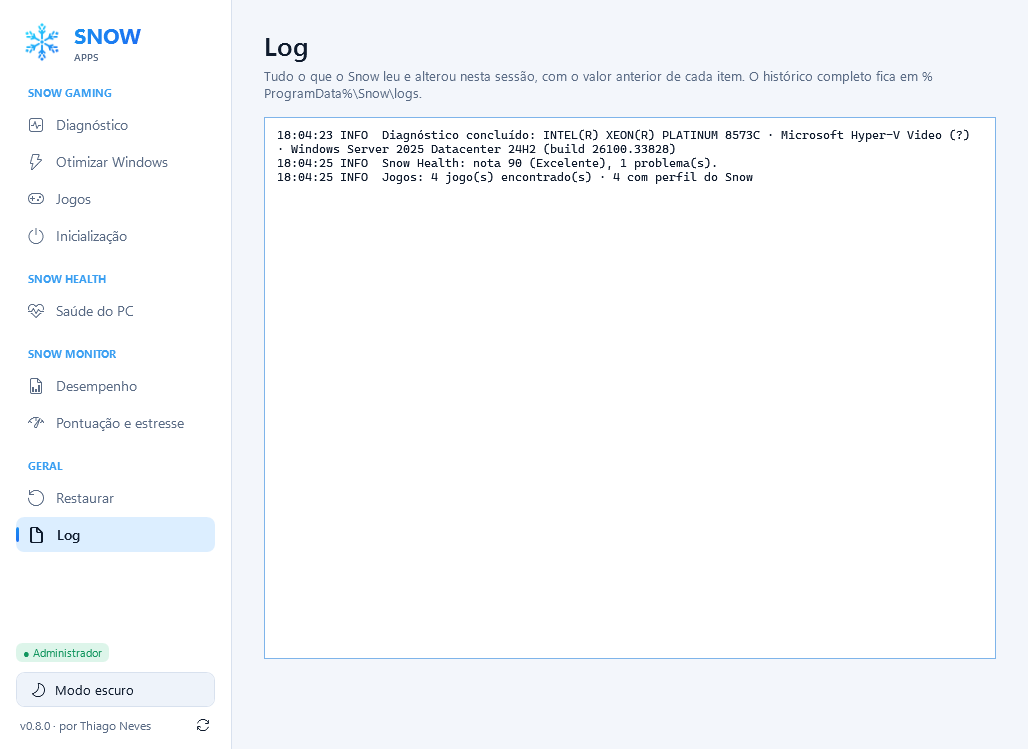 SNOW
APPS
SNOW GAMING
Diagnóstico
Otimizar Windows
Jogos
Inicialização
SNOW HEALTH
Saúde do PC
SNOW MONITOR
Desempenho
Pontuação e estresse
GERAL
Restaurar
Log
Administrador
Modo escuro
v0.8.0 · por Thiago Neves
Log
Tudo o que o Snow leu e alterou nesta sessão, com o valor anterior de cada item. O histórico completo fica em %
ProgramData%\Snow\logs.
18:04:23 INFO  Diagnóstico concluído: INTEL(R) XEON(R) PLATINUM 8573C · Microsoft Hyper-V Video (?)
· Windows Server 2025 Datacenter 24H2 (build 26100.33828)
18:04:25 INFO  Snow Health: nota 90 (Excelente), 1 problema(s).
18:04:25 INFO  Jogos: 4 jogo(s) encontrado(s) · 4 com perfil do Snow